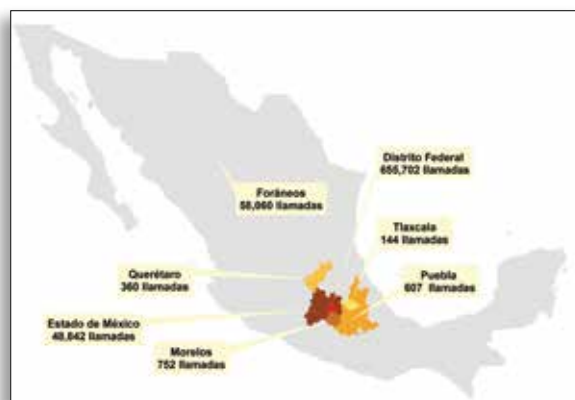 Distrito Federal
655,702 llamadas
Foráneos
58,060 llamadas
Tlaxcala
144 llamadas
Querétaro
360 llamadas
Puebla
607 llamadas
Estado de México
48,642 llamadas
Morelos
752 llamadas